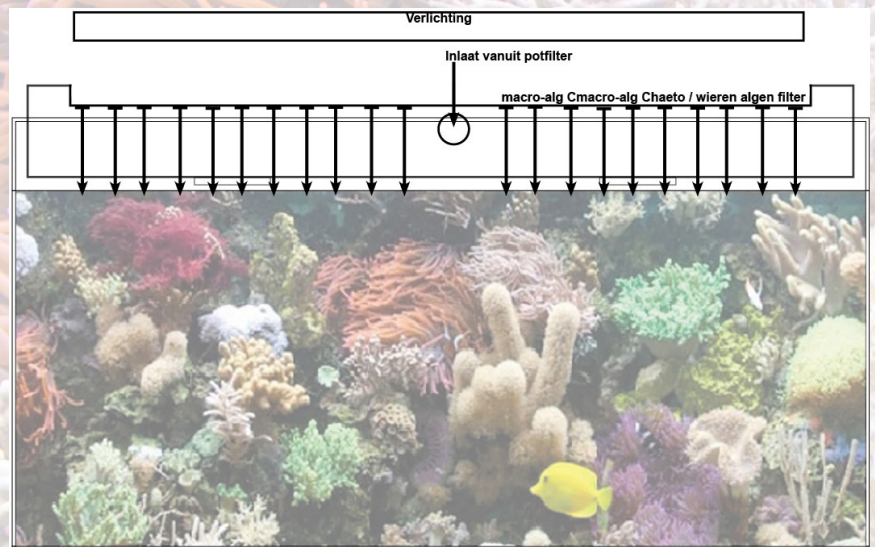 Verlichting
Inlaat vanuit potfilter
macro-alg Cmacro-alg Chaeto / wieren algen filter